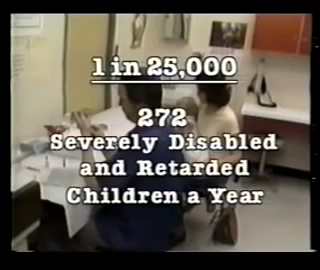 1 in 25,000
272
Severely Disabled
and Retarded
Children a Year